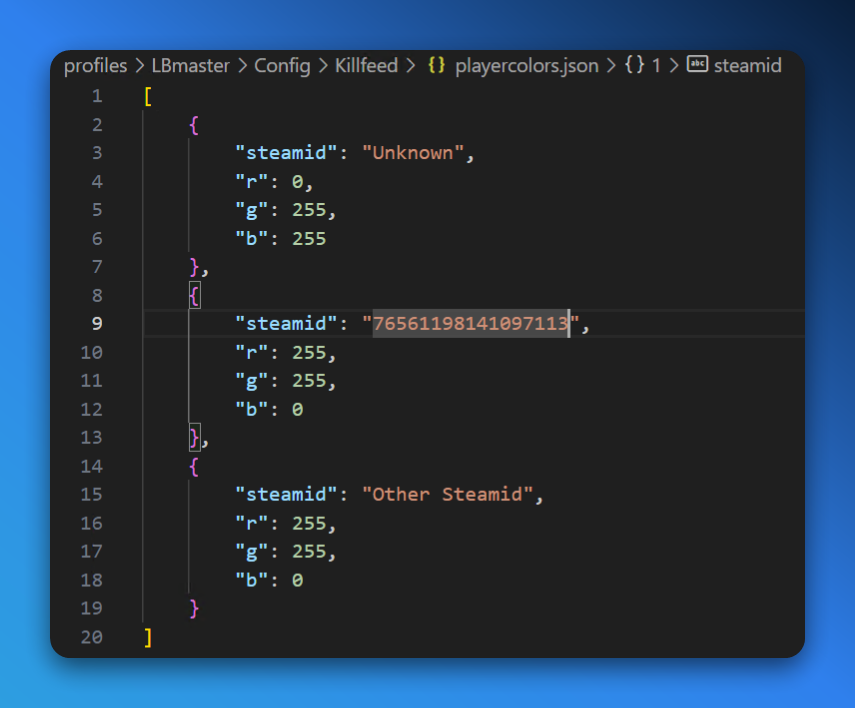 profiles > LBmaster > Config > Killfeed > {} playercolors.json > {} 1 > abc steamid
1 [
2 {
3 "steamid": "Unknown",
4 "r": 0,
5 "g": 255,
6 "b": 255
7 },
8 {
9 "steamid": "76561198141097113",
10 "r": 255,
11 "g": 255,
12 "b": 0
13 },
14 {
15 "steamid": "Other Steamid",
16 "r": 255,
17 "g": 255,
18 "b": 0
19 }
20 ]